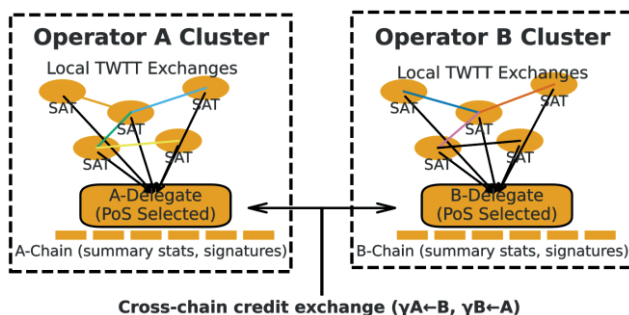 Operator A Cluster
Local TWTT Exchanges
SAT
SAT
SAT
SAT
SAT
A-Delegate
(PoS Selected)
A-Chain (summary stats, signatures)
Operator B Cluster
Local TWTT Exchanges
SAT
SAT
SAT
SAT
SAT
B-Delegate
(PoS Selected)
B-Chain (summary stats, signatures)
Cross-chain credit exchange (γA←B, γB←A)